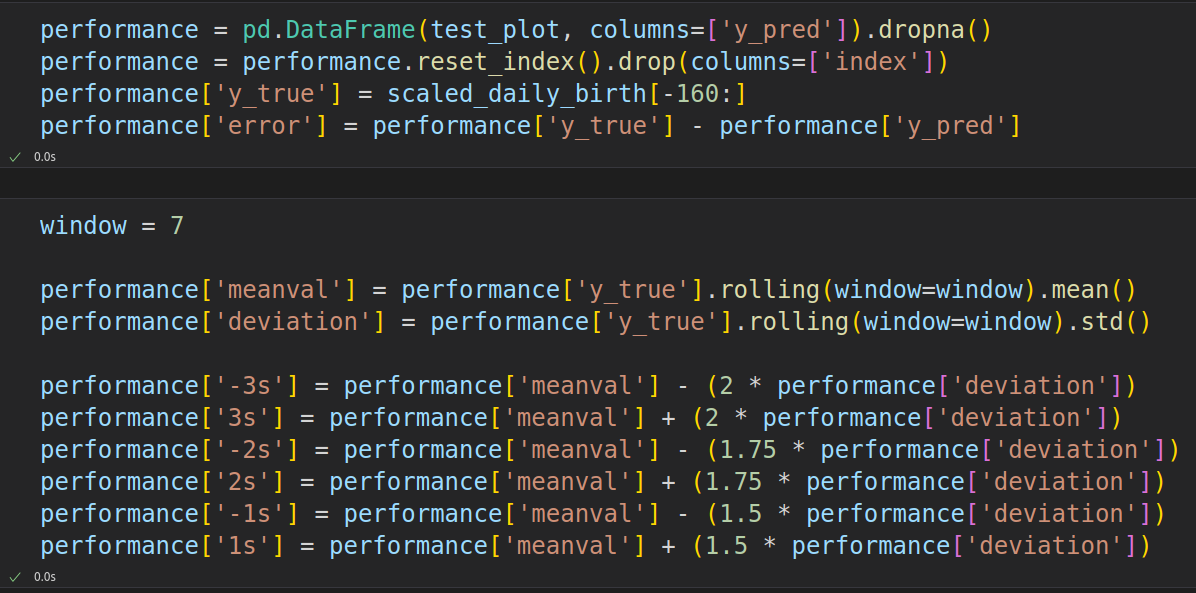 performance = pd.DataFrame(test_plot, columns=['y_pred']).dropna()
performance = performance.reset_index().drop(columns=['index'])
performance['y_true'] = scaled_daily_birth[-160:]
performance['error'] = performance['y_true'] - performance['y_pred']
✓ 0.0s
window = 7
performance['meanval'] = performance['y_true'].rolling(window=window).mean()
performance['deviation'] = performance['y_true'].rolling(window=window).std()
performance['-3s'] = performance['meanval'] - (2 * performance['deviation'])
performance['3s'] = performance['meanval'] + (2 * performance['deviation'])
performance['-2s'] = performance['meanval'] - (1.75 * performance['deviation'])
performance['2s'] = performance['meanval'] + (1.75 * performance['deviation'])
performance['-1s'] = performance['meanval'] - (1.5 * performance['deviation'])
performance['1s'] = performance['meanval'] + (1.5 * performance['deviation'])
✓ 0.0s